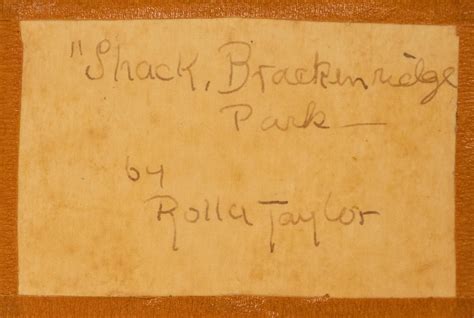 "Shack, Brackenridge
Park—
by
Rolla Taylor